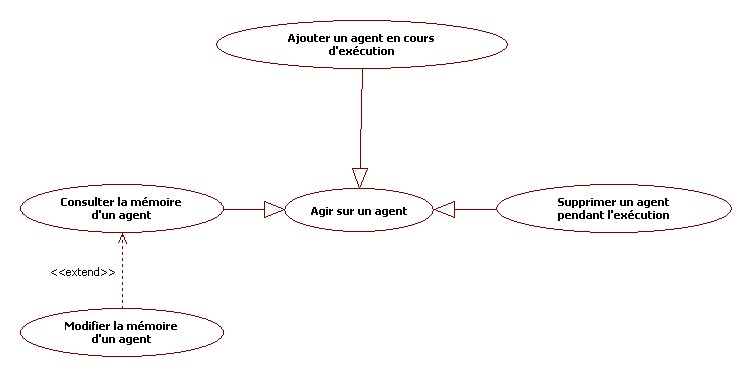 Ajouter un agent en cours
d'exécution
Consulter la mémoire
d'un agent
Agir sur un agent
Supprimer un agent
pendant l'exécution
<<extend>>
Modifier la mémoire
d'un agent